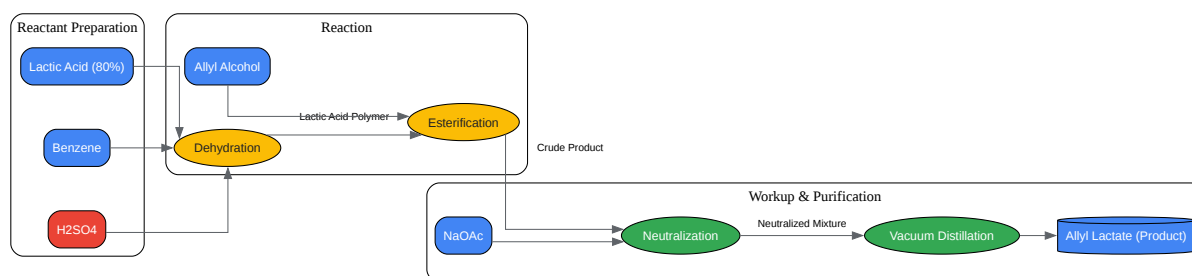 Reactant Preparation
Lactic Acid (80%)
Benzene
H2SO4
Reaction
Allyl Alcohol
Lactic Acid Polymer
Esterification
Dehydration
Crude Product
Workup & Purification
NaOAc
Neutralization
Neutralized Mixture
Vacuum Distillation
Allyl Lactate (Product)